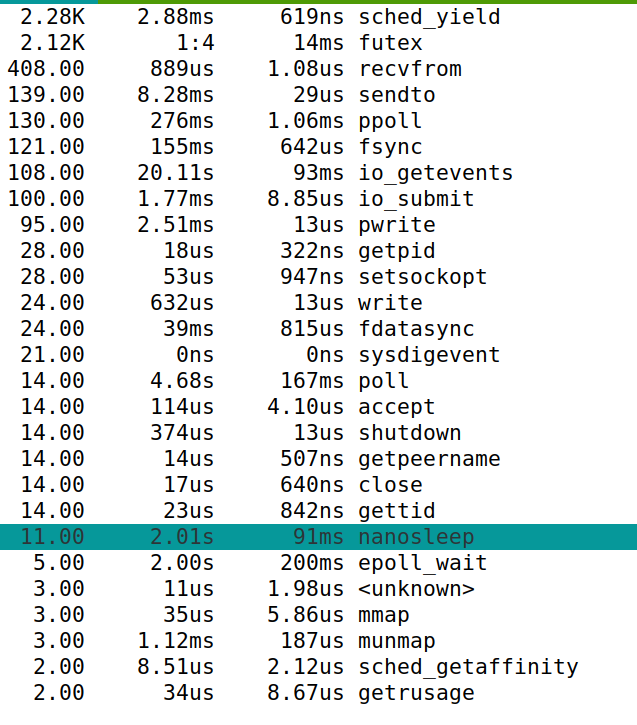 2.28K 2.88ms 619ns sched_yield
2.12K 1:4 14ms futex
408.00 889us 1.08us recvfrom
139.00 8.28ms 29us sendto
130.00 276ms 1.06ms ppoll
121.00 155ms 642us fsync
108.00 20.11s 93ms io_getevents
100.00 1.77ms 8.85us io_submit
95.00 2.51ms 13us pwrite
28.00 18us 322ns getpid
28.00 53us 947ns setsockopt
24.00 632us 13us write
24.00 39ms 815us fdatasync
21.00 0ns 0ns sysdigevent
14.00 4.68s 167ms poll
14.00 114us 4.10us accept
14.00 374us 13us shutdown
14.00 14us 507ns getpeername
14.00 17us 640ns close
14.00 23us 842ns gettid
11.00 2.01s 91ms nanosleep
5.00 2.00s 200ms epoll_wait
3.00 11us 1.98us <unknown>
3.00 35us 5.86us mmap
3.00 1.12ms 187us munmap
2.00 8.51us 2.12us sched_getaffinity
2.00 34us 8.67us getrusage